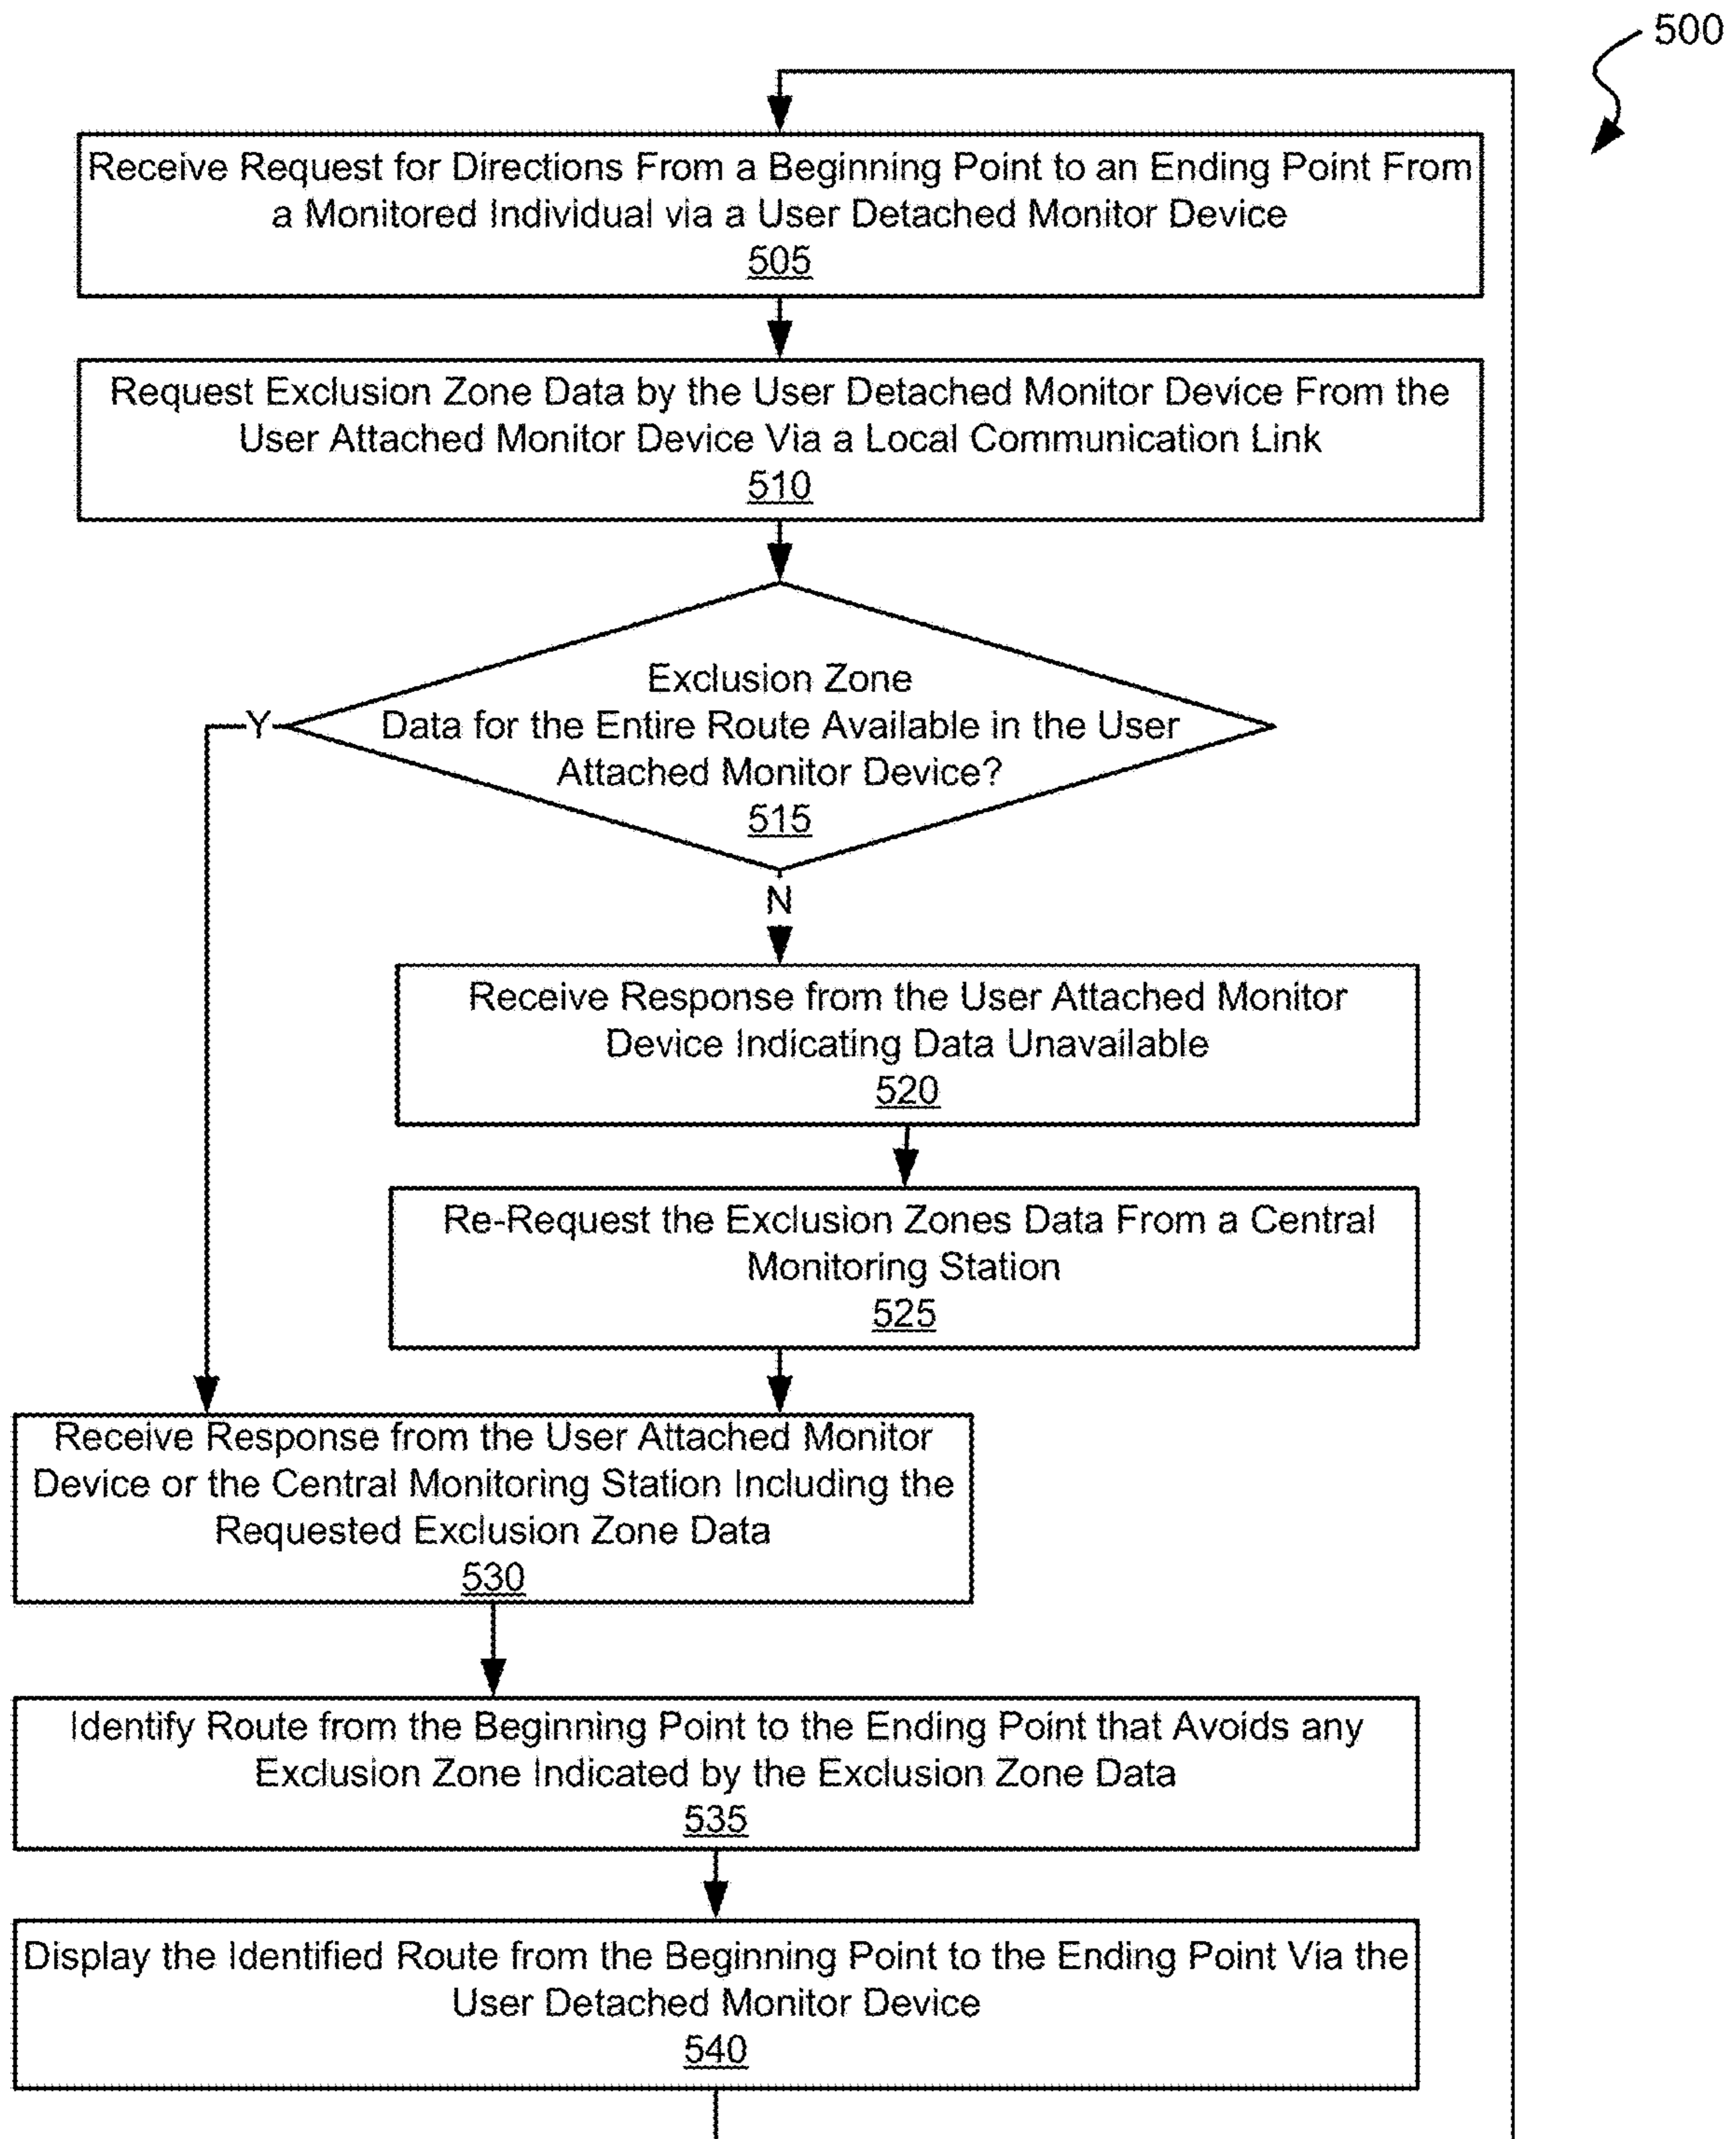 500
Receive Request for Directions From a Beginning Point to an Ending Point From
a Monitored Individual via a User Detached Monitor Device
505
Request Exclusion Zone Data by the User Detached Monitor Device From the
User Attached Monitor Device Via a Local Communication Link
510
Exclusion Zone
Data for the Entire Route Available in the User
Attached Monitor Device?
515
Y
N
Receive Response from the User Attached Monitor
Device Indicating Data Unavailable
520
Re-Request the Exclusion Zones Data From a Central
Monitoring Station
525
Receive Response from the User Attached Monitor
Device or the Central Monitoring Station Including the
Requested Exclusion Zone Data
530
Identify Route from the Beginning Point to the Ending Point that Avoids any
Exclusion Zone Indicated by the Exclusion Zone Data
535
Display the Identified Route from the Beginning Point to the Ending Point Via the
User Detached Monitor Device
540